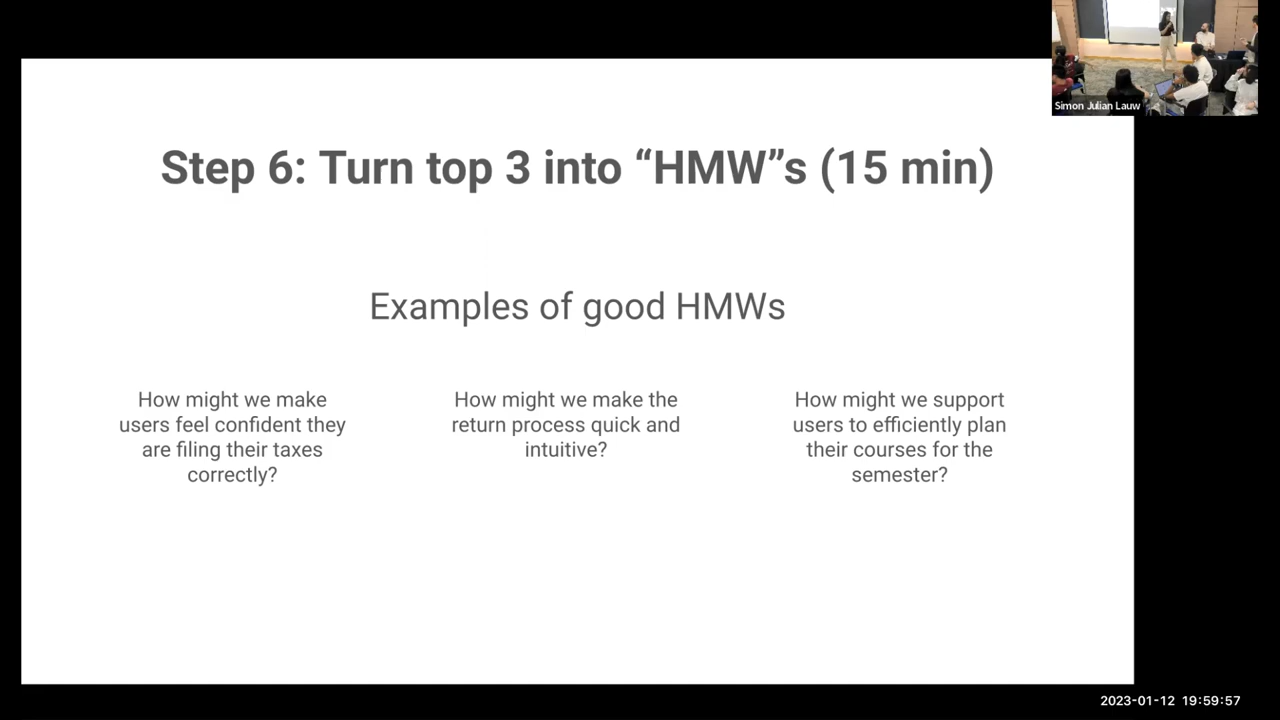 Simon Julian Lauw
Step 6: Turn top 3 into “HMW”s (15 min)
Examples of good HMWs
How might we make
users feel confident they
are filing their taxes
correctly?
How might we make the
return process quick and
intuitive?
How might we support
users to efficiently plan
their courses for the
semester?
2023-01-12 19:59:57